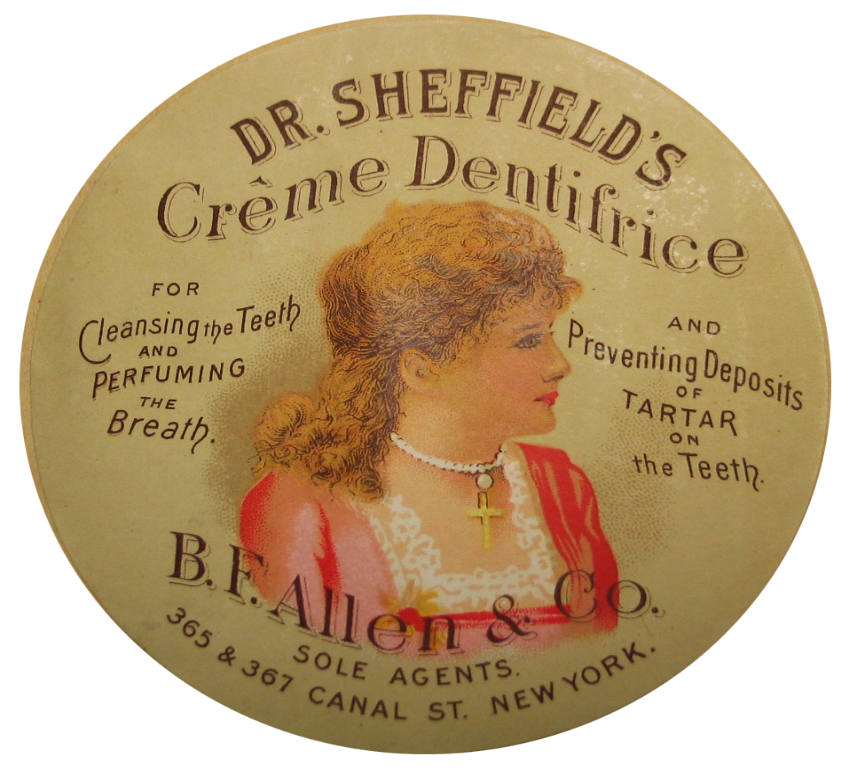 DR. SHEFFIELD'S
Crême Dentifrice
FOR
Cleansing the Teeth
AND
PERFUMING
THE
Breath.
AND
Preventing Deposits
OF
TARTAR
ON
the Teeth.
B.F. Allen & Co.
SOLE AGENTS.
365 & 367 CANAL ST. NEW YORK.